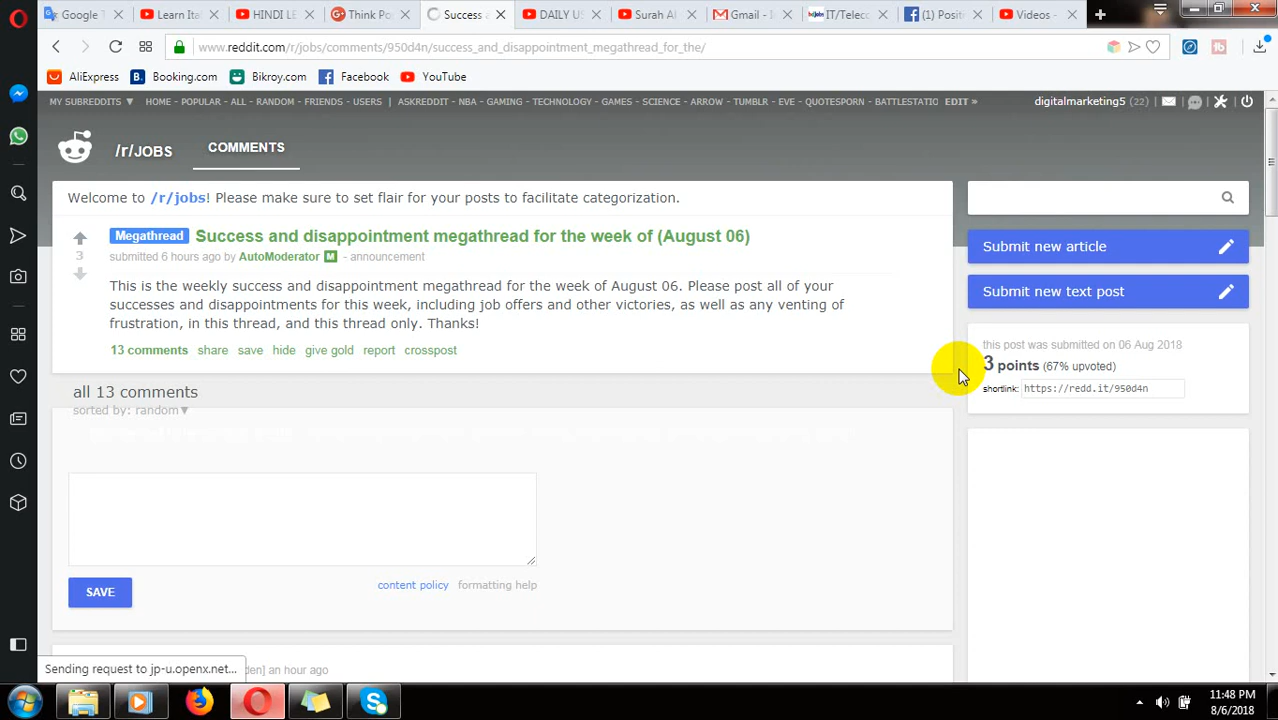 Google T
Learn Ita
HINDI LE
Think Po
Success a
DAILY US
Surah Al
Gmail - I
IT/Teleco
(1) Positi
Videos -
www.reddit.com/r/jobs/comments/950d4n/success_and_disappointment_megathread_for_the/
AliExpress Booking.com Bikroy.com Facebook YouTube
MY SUBREDDITS ▼ HOME - POPULAR - ALL - RANDOM - FRIENDS - USERS | ASKREDDIT - NBA - GAMING - TECHNOLOGY - GAMES - SCIENCE - ARROW - TUMBLR - EVE - QUOTESPORN - BATTLESTATIO EDIT »
digitalmarketing5 (22)
/r/JOBS COMMENTS
Welcome to /r/jobs! Please make sure to set flair for your posts to facilitate categorization.
Megathread Success and disappointment megathread for the week of (August 06)
3
submitted 6 hours ago by AutoModerator M - announcement
This is the weekly success and disappointment megathread for the week of August 06. Please post all of your
successes and disappointments for this week, including job offers and other victories, as well as any venting of
frustration, in this thread, and this thread only. Thanks!
13 comments share save hide give gold report crosspost
Submit new article
Submit new text post
this post was submitted on 06 Aug 2018
3 points (67% upvoted)
shortlink: https://redd.it/950d4n
all 13 comments
sorted by: random▼
content policy formatting help
SAVE
Sending request to jp-u.openx.net...
den] an hour ago
11:48 PM
8/6/2018